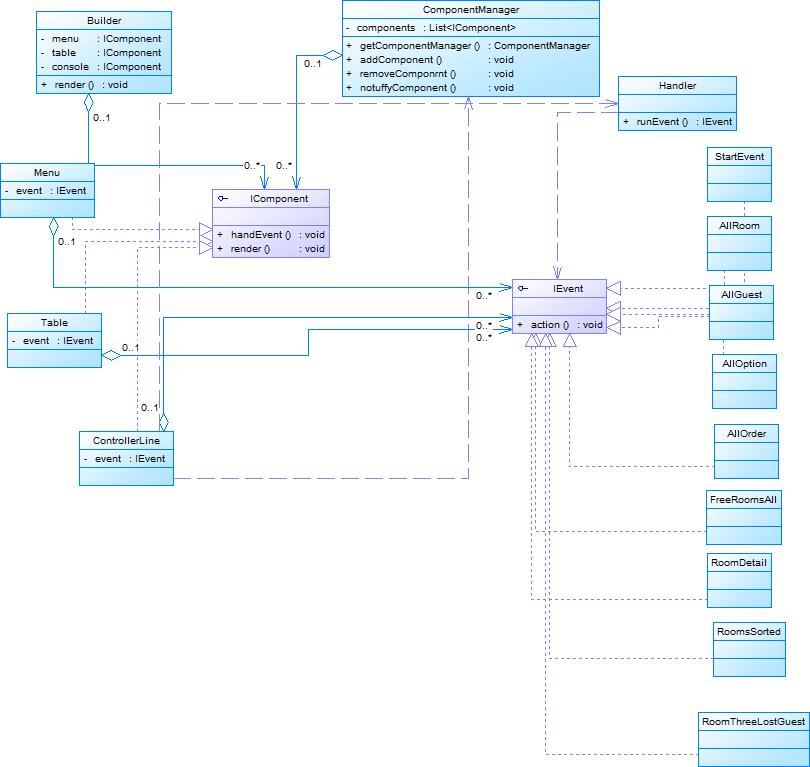 Builder
- menu : IComponent
- table : IComponent
- console : IComponent
+ render () : void
ComponentManager
- components : List<IComponent>
+ getComponentManager () : ComponentManager
+ addComponent () : void
+ removeComponrnt () : void
+ notuffyComponent () : void
0..1
0..1
Handler
+ runEvent () : IEvent
StartEvent
Menu
- event : IEvent
0..*
0..*
IComponent
+ handEvent () : void
+ render () : void
0..1
AllRoom
IEvent
+ action () : void
0..*
0..*
0..*
AllGuest
Table
- event : IEvent
0..1
AllOption
0..1
ControllerLine
- event : IEvent
AllOrder
FreeRoomsAll
RoomDetail
RoomsSorted
RoomThreeLostGuest